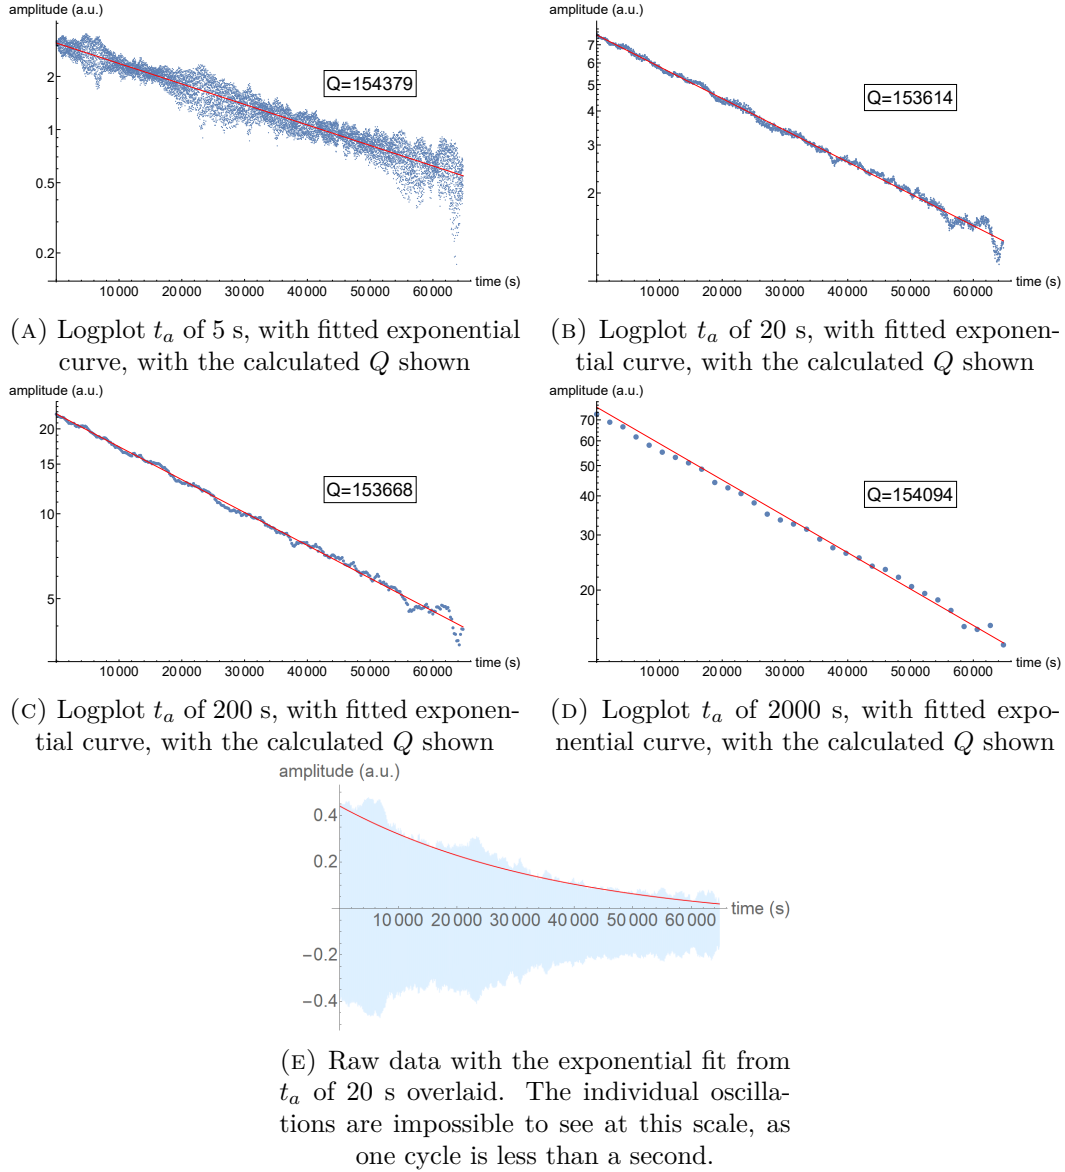 amplitude (a.u.)
2
1
0.5
0.2
Q=154379
time (s)
10000 20000 30000 40000 50000 60000
(A) Logplot tₐ of 5 s, with fitted exponential
curve, with the calculated Q shown
amplitude (a.u.)
7
6
5
4
3
2
Q=153614
time (s)
10000 20000 30000 40000 50000 60000
(B) Logplot tₐ of 20 s, with fitted exponen-
tial curve, with the calculated Q shown
amplitude (a.u.)
20
15
10
5
Q=153668
time (s)
10000 20000 30000 40000 50000 60000
(C) Logplot tₐ of 200 s, with fitted exponen-
tial curve, with the calculated Q shown
amplitude (a.u.)
70
60
50
40
30
20
Q=154094
time (s)
10000 20000 30000 40000 50000 60000
(D) Logplot tₐ of 2000 s, with fitted expo-
nential curve, with the calculated Q shown
amplitude (a.u.)
0.4
0.2
time (s)
10000 20000 30000 40000 50000 60000
−0.2
−0.4
(E) Raw data with the exponential fit from
tₐ of 20 s overlaid. The individual oscilla-
tions are impossible to see at this scale, as
one cycle is less than a second.